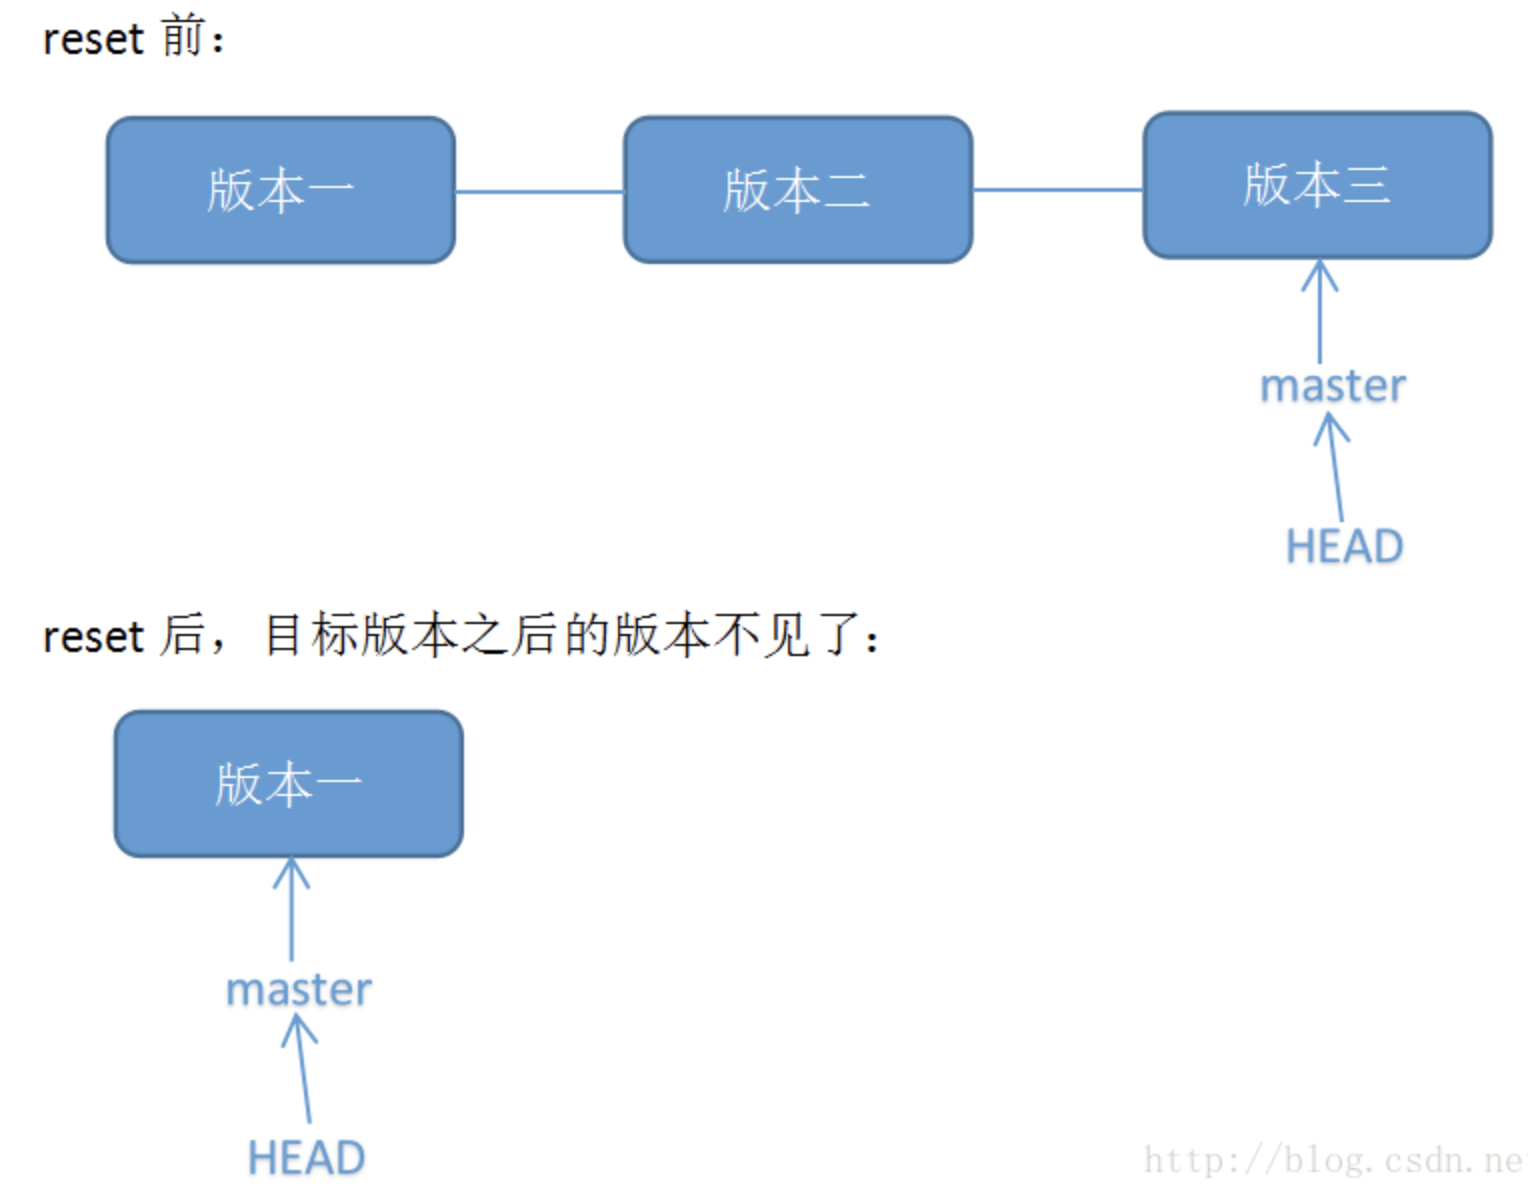 reset 前：
版本一
版本二
版本三
master
HEAD
reset 后，目标版本之后的版本不见了：
版本一
master
HEAD
http://blog.csdn.ne